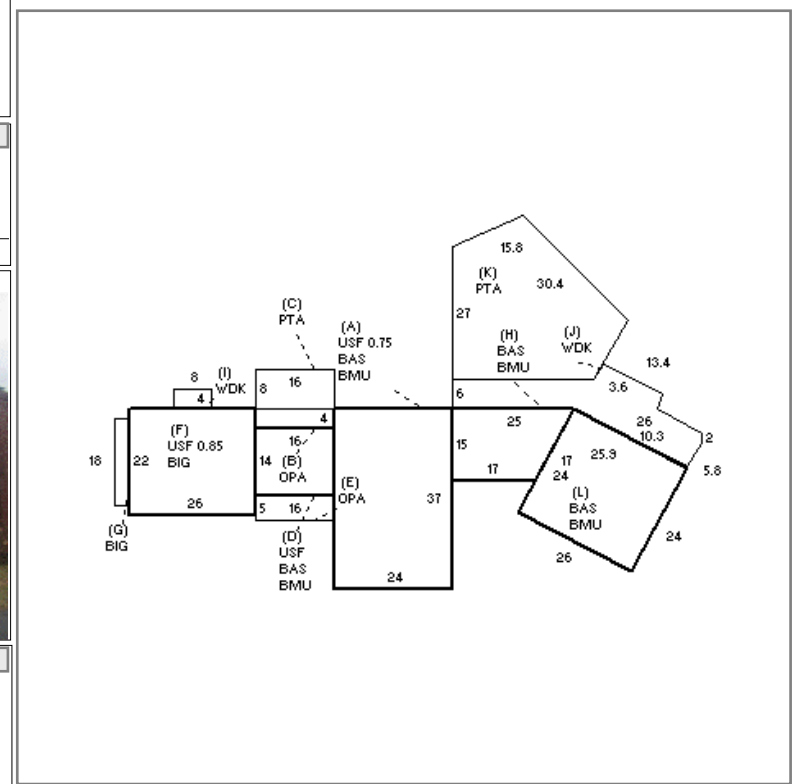 15.8
(K)
PTA
30.4
27
(C)
PTA
(A)
USF 0.75
BAS
BMU
(H)
BAS
BMU
(J)
WDK
13.4
3.6
8
(I)
WDK
4
8
16
6
4
25
26
10.3
2
5.8
(F)
USF 0.85
BIG
18
22
26
16
14
(B)
OPA
(E)
OPA
15
17
17
24
25.9
(L)
BAS
BMU
37
5
16
(G)
BIG
(D)
USF
BAS
BMU
24
26
24